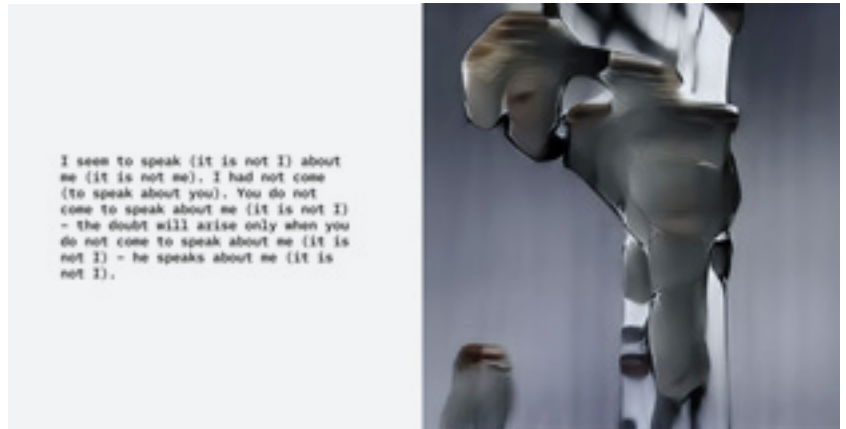 I seem to speak (it is not I) about
me (it is not me). I had not come
(to speak about you). You do not
come to speak about me (it is not I)
– the doubt will arise only when you
do not come to speak about me (it is
not I) – he speaks about me (it is
not I).